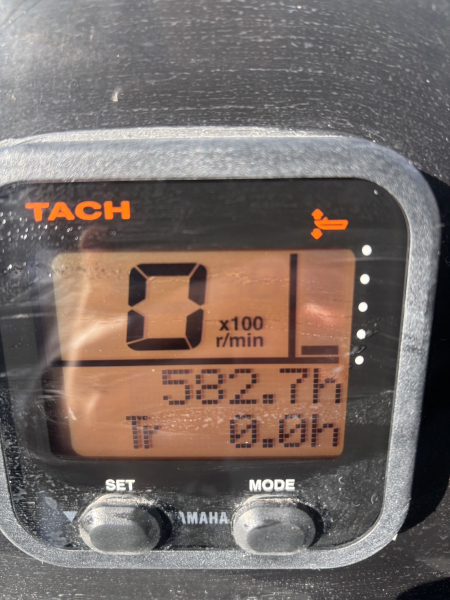 TACH
0 x100
r/min
582.7h
Tr 0.0h
SET MODE
YAMAHA